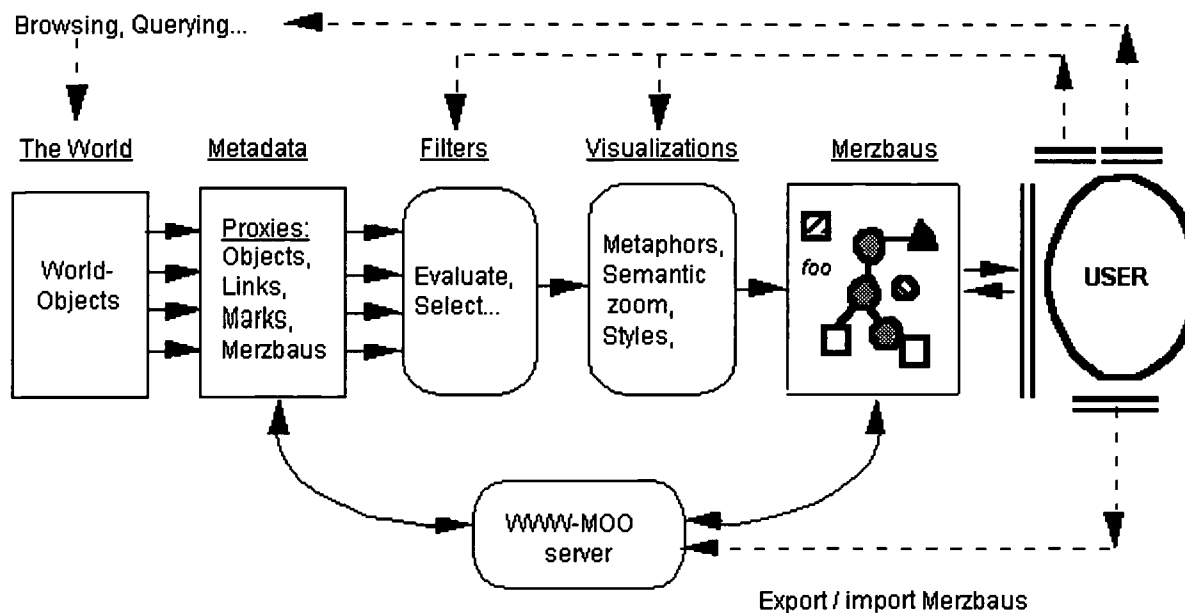 Browsing, Querying...
The World
Metadata
Filters
Visualizations
Merzbaus
World-
Objects
Proxies:
Objects,
Links,
Marks,
Merzbaus
Evaluate,
Select...
Metaphors,
Semantic
zoom,
Styles,
foo
USER
WWW-MOO
server
Export / import Merzbaus